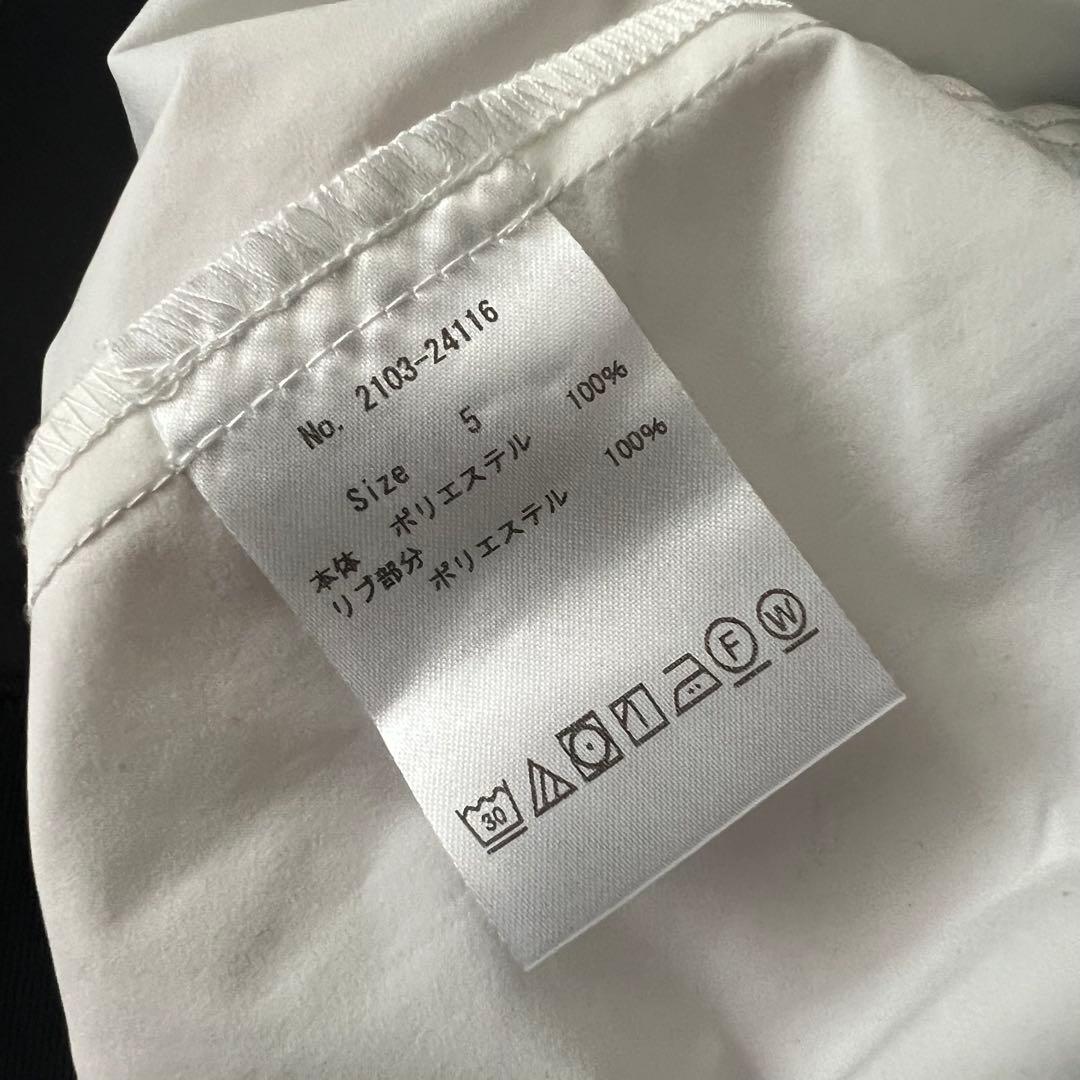 No. 2103-24116
Size 5
本体 ポリエステル 100%
リブ部分
ポリエステル 100%
30 F W